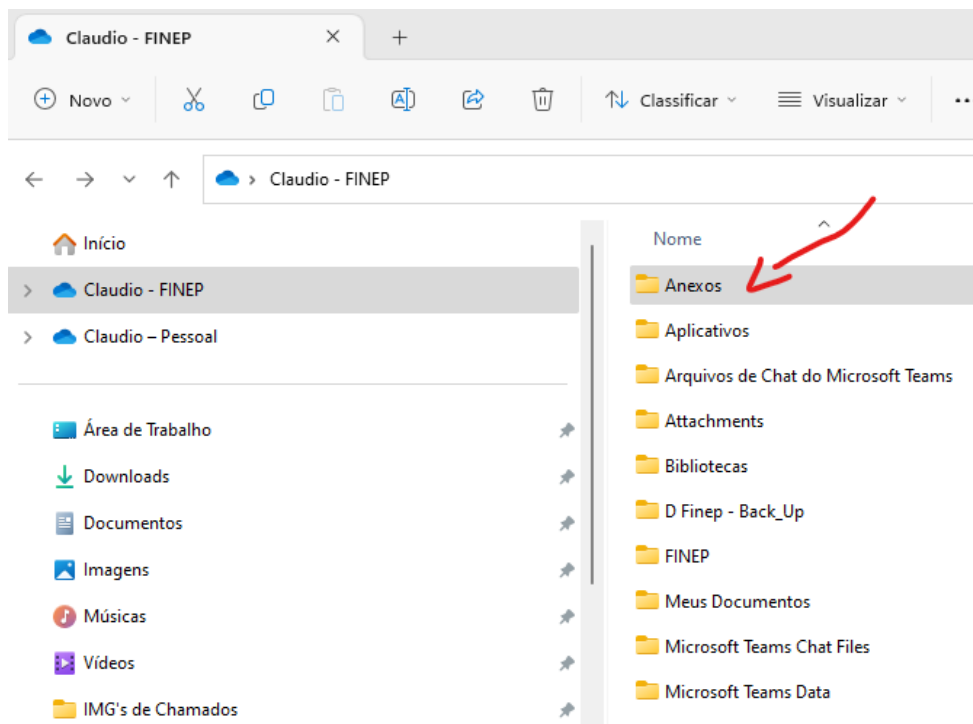 Claudio - FINEP
Novo
Classificar
Visualizar
Claudio - FINEP
Início
Claudio - FINEP
Claudio – Pessoal
Área de Trabalho
Downloads
Documentos
Imagens
Músicas
Vídeos
IMG's de Chamados
Nome
Anexos
Aplicativos
Arquivos de Chat do Microsoft Teams
Attachments
Bibliotecas
D Finep - Back_Up
FINEP
Meus Documentos
Microsoft Teams Chat Files
Microsoft Teams Data